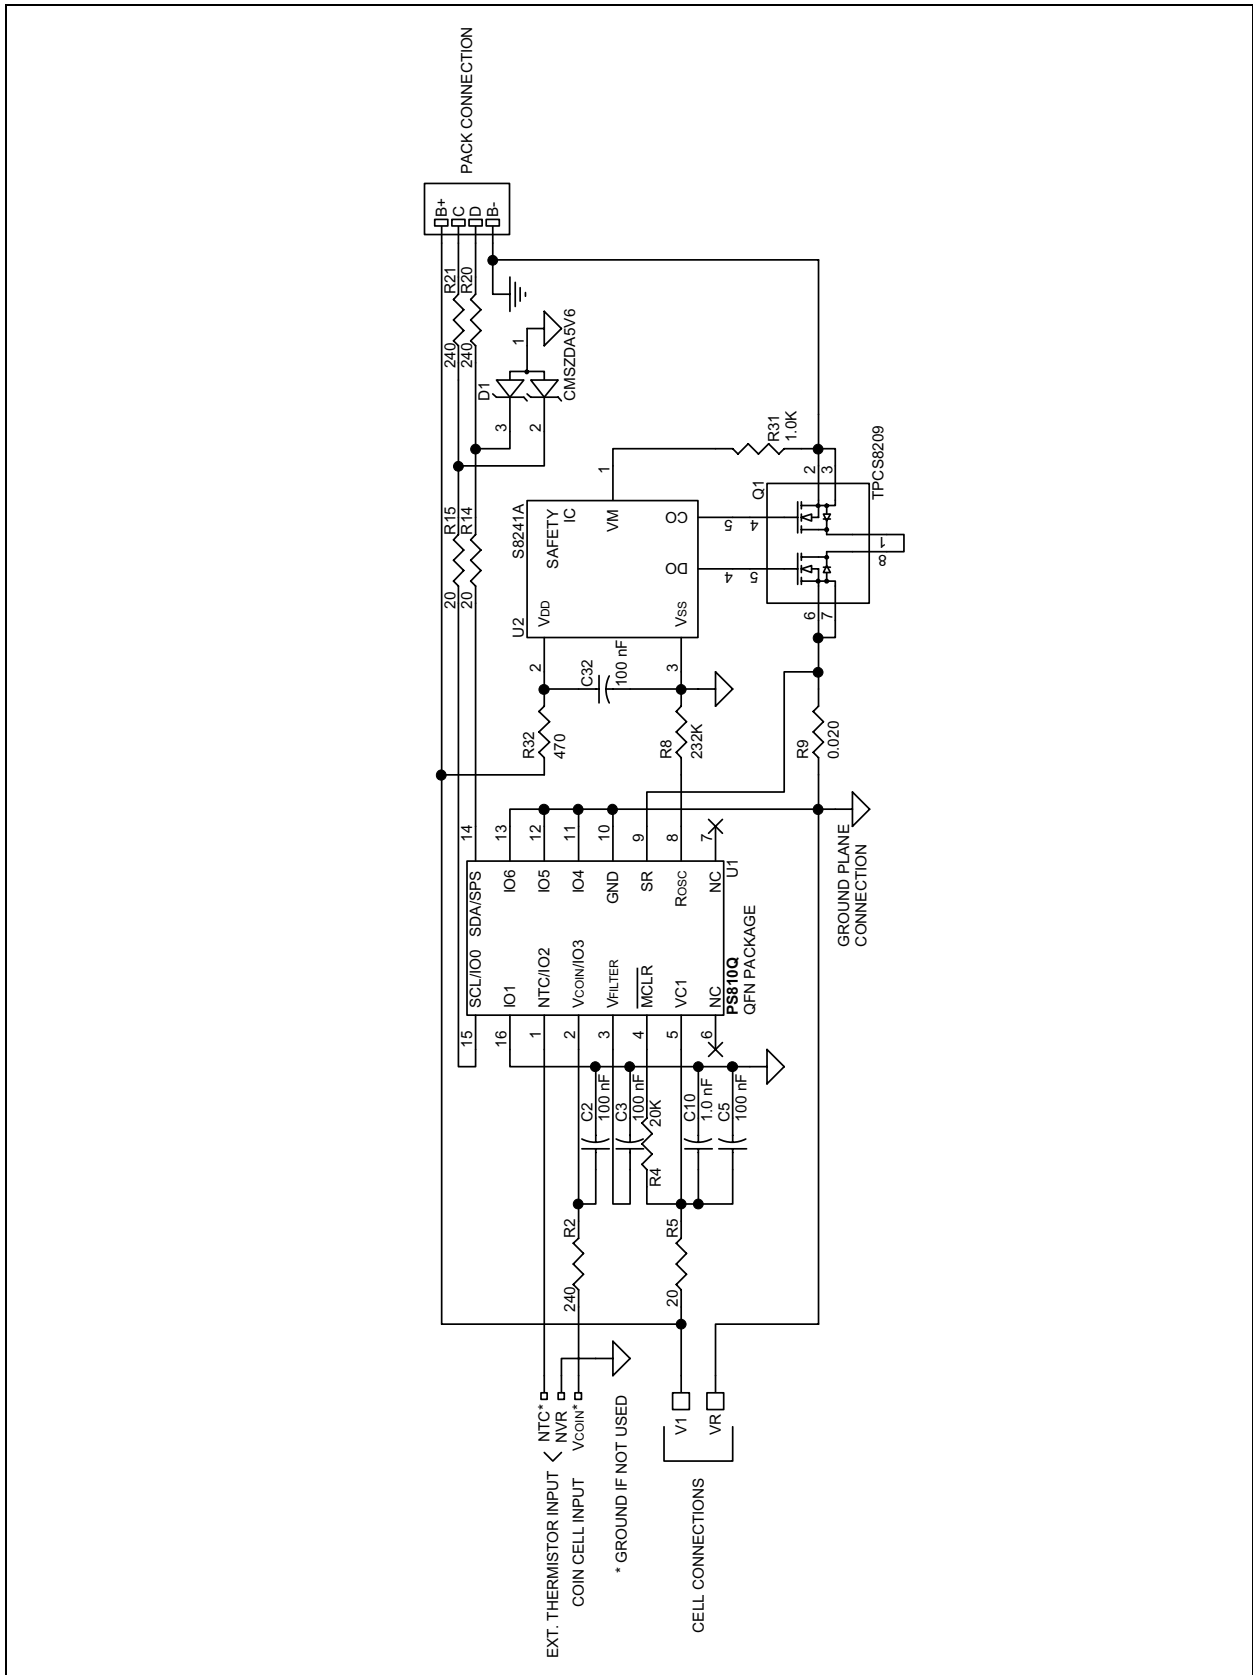 EXT. THERMISTOR INPUT
NTC*
NVR
COIN CELL INPUT
VCOIN*
* GROUND IF NOT USED
CELL CONNECTIONS
V1
VR
240
R2
20
R5
C2
100 nF
C3
100 nF
R4
20K
C10
1.0 nF
C5
100 nF
15
16
1
2
3
4
5
6
SCL/IO0
IO1
NTC/IO2
VCOIN/IO3
VFILTER
MCLR
VC1
NC
PS810Q
QFN PACKAGE
SDA/SPS
IO6
IO5
IO4
GND
SR
ROSC
NC
U1
14
13
12
11
10
9
8
7
GROUND PLANE
CONNECTION
R32
470
R8
232K
R9
0.020
C32
100 nF
2
3
U2
S8241A
VDD
SAFETY
IC
VSS
VM
DO
CO
1
4
5
5
4
6
7
8
1
2
3
Q1
TPCS8209
R31
1.0K
20
R15
20
R14
D1
3
2
1
CMSZDA5V6
240
R21
240
R20
B+
C
D
B-
PACK CONNECTION